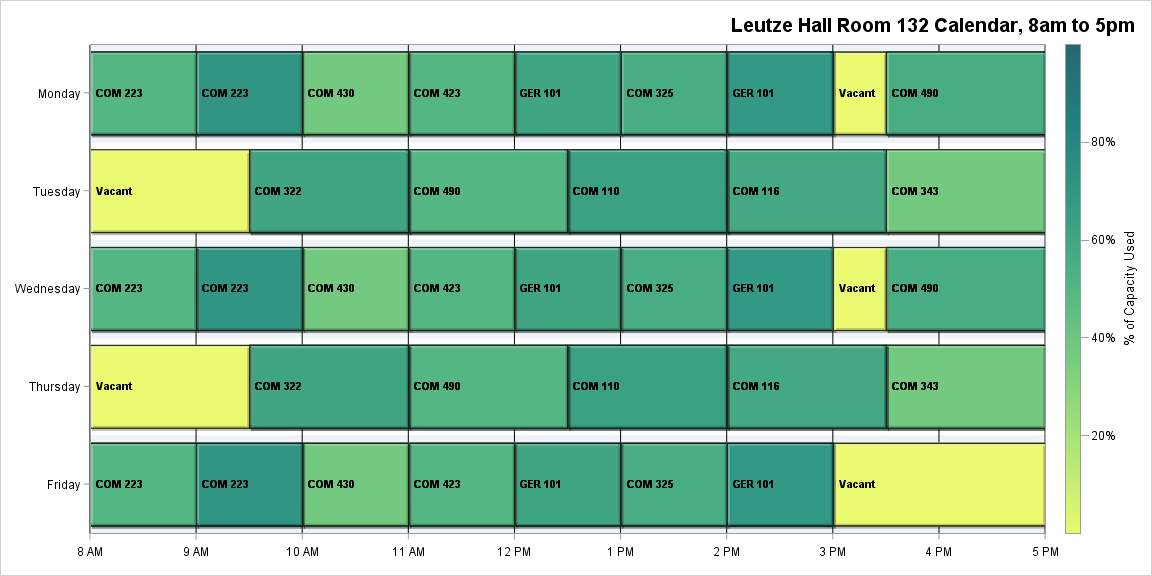 Leutze Hall Room 132 Calendar, 8am to 5pm
Monday
COM 223
COM 223
COM 430
COM 423
GER 101
COM 325
GER 101
Vacant
COM 490
Tuesday
Vacant
COM 322
COM 490
COM 110
COM 116
COM 343
Wednesday
COM 223
COM 223
COM 430
COM 423
GER 101
COM 325
GER 101
Vacant
COM 490
Thursday
Vacant
COM 322
COM 490
COM 110
COM 116
COM 343
Friday
COM 223
COM 223
COM 430
COM 423
GER 101
COM 325
GER 101
Vacant
8 AM
9 AM
10 AM
11 AM
12 PM
1 PM
2 PM
3 PM
4 PM
5 PM
80%
60%
40%
20%
% of Capacity Used